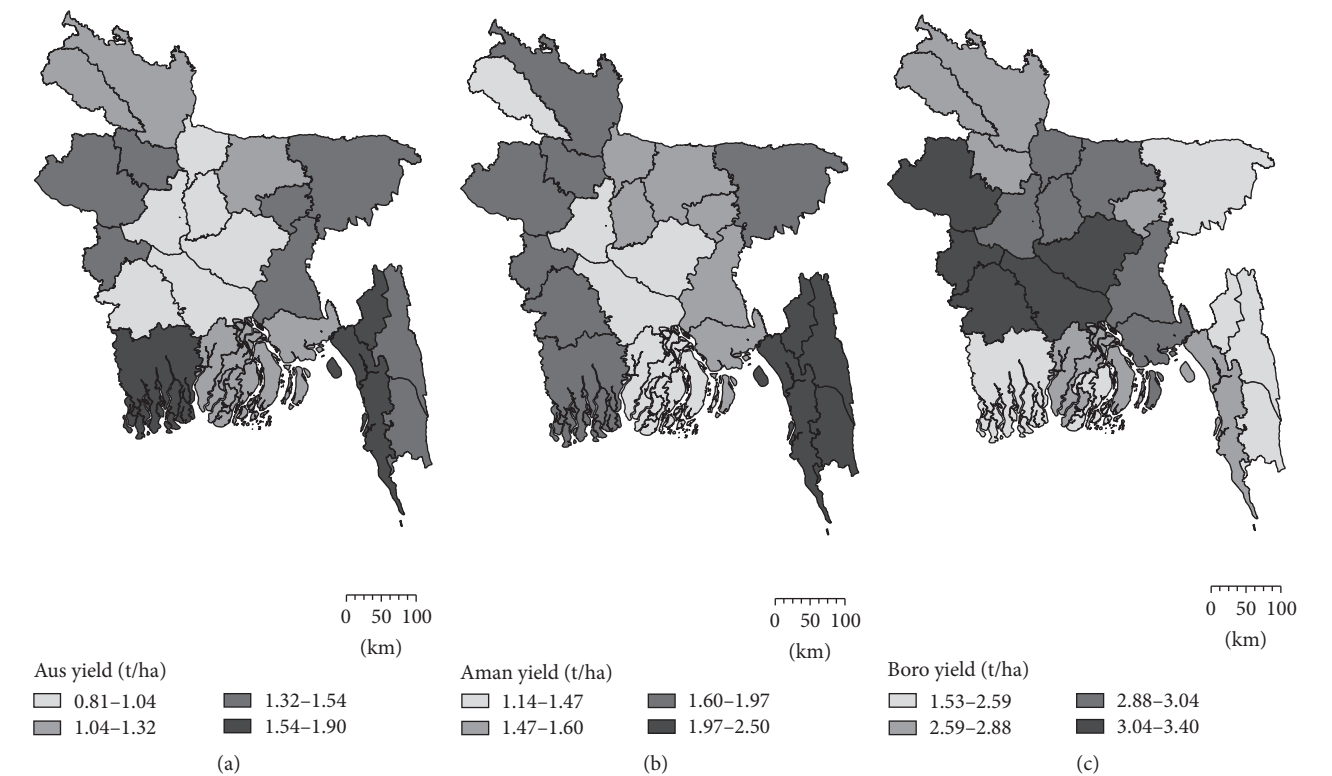 0 50 100
(km)
Aus yield (t/ha)
0.81–1.04
1.04–1.32
1.32–1.54
1.54–1.90
(a)
0 50 100
(km)
Aman yield (t/ha)
1.14–1.47
1.47–1.60
1.60–1.97
1.97–2.50
(b)
0 50 100
(km)
Boro yield (t/ha)
1.53–2.59
2.59–2.88
2.88–3.04
3.04–3.40
(c)